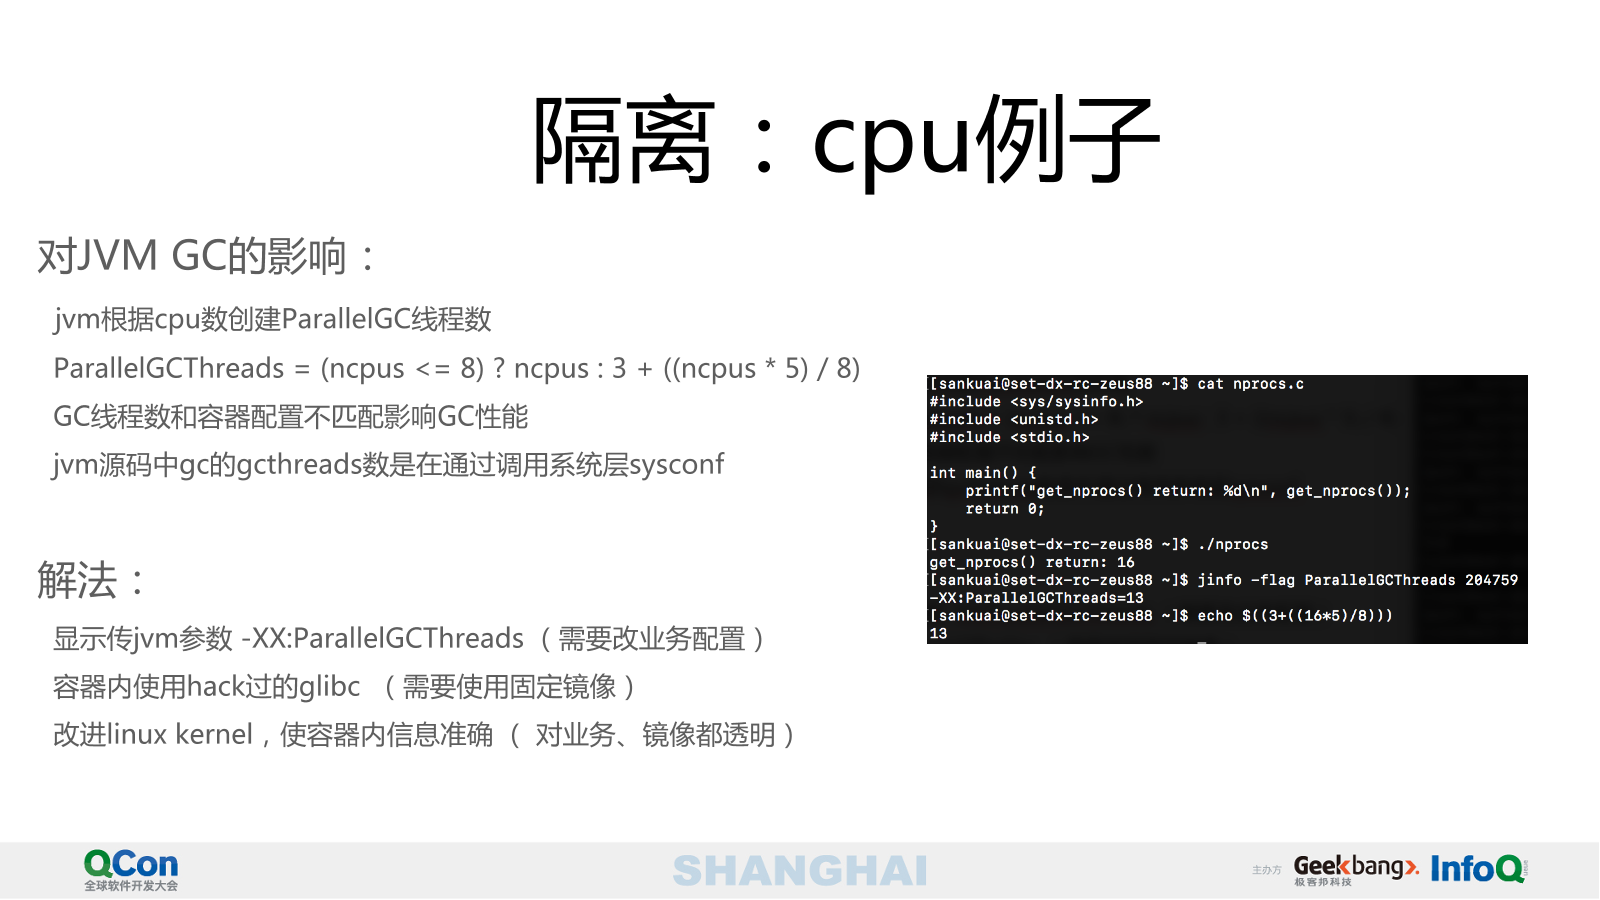 隔离：cpu例子
对JVM GC的影响：
jvm根据cpu数创建ParallelGC线程数
ParallelGCThreads = (ncpus <= 8) ? ncpus : 3 + ((ncpus * 5) / 8)
GC线程数和容器配置不匹配影响GC性能
jvm源码中gc的gcthreads数是在通过调用系统层sysconf
解法：
显示传jvm参数 -XX:ParallelGCThreads（需要改业务配置）
容器内使用hack过的glibc （需要使用固定镜像）
改进linux kernel，使容器内信息准确 （ 对业务、镜像都透明）
[sankuai@set-dx-rc-zeus88 ~]$ cat nprocs.c
#include <sys/sysinfo.h>
#include <unistd.h>
#include <stdio.h>
int main() {
    printf("get_nprocs() return: %d\n", get_nprocs());
    return 0;
}
[sankuai@set-dx-rc-zeus88 ~]$ ./nprocs
get_nprocs() return: 16
[sankuai@set-dx-rc-zeus88 ~]$ jinfo -flag ParallelGCThreads 204759
-XX:ParallelGCThreads=13
[sankuai@set-dx-rc-zeus88 ~]$ echo $((3+((16*5)/8)))
13
QCon
全球软件开发大会
SHANGHAI
主办方
Geekbang>.
极客邦科技
InfoQ